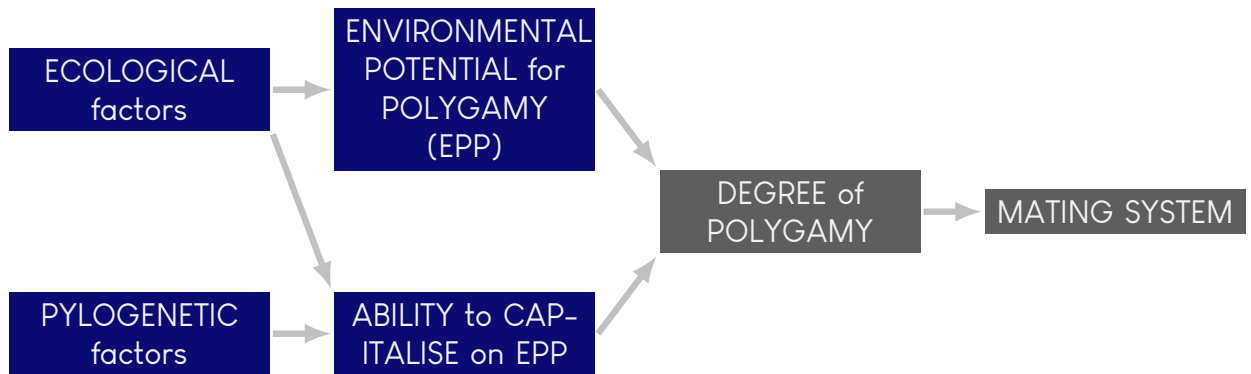 ECOLOGICAL
factors
ENVIRONMENTAL
POTENTIAL for
POLYGAMY
(EPP)
DEGREE of
POLYGAMY
MATING SYSTEM
PYLOGENETIC
factors
ABILITY to CAP-
ITALISE on EPP